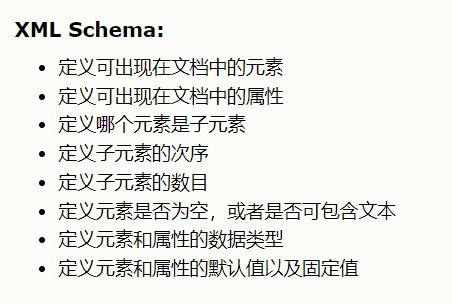 XML Schema:
定义可出现在文档中的元素
定义可出现在文档中的属性
定义哪个元素是子元素
定义子元素的次序
定义子元素的数目
定义元素是否为空，或者是否可包含文本
定义元素和属性的数据类型
定义元素和属性的默认值以及固定值